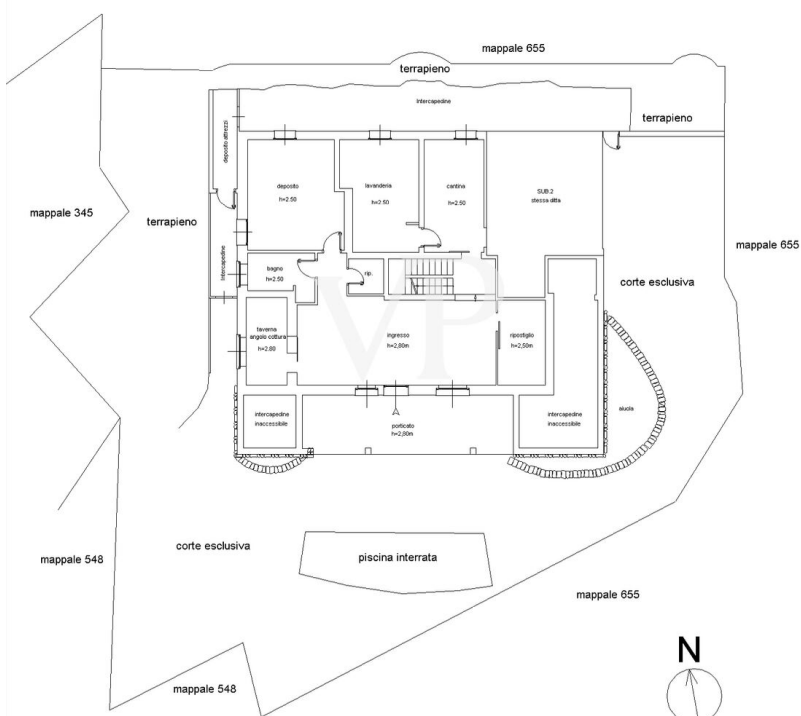 mappale 655
terrapieno
Intercapedine
terrapieno
deposito attrezzi
deposito
h=2.50
lavanderia
h=2.50
cantina
h=2.50
SUB.2
stessa ditta
mappale 345
terrapieno
mappale 655
Intercapedine
bagno
h=2.50
rip.
corte esclusiva
VP
taverna
angolo cottura
h=2.80
ingresso
h=2,80m
ripostiglio
h=2,50m
intercapedine
inaccessibile
porticato
h=2,80m
intercapedine
inaccessibile
aiuola
corte esclusiva
mappale 548
piscina interrata
mappale 655
mappale 548
N